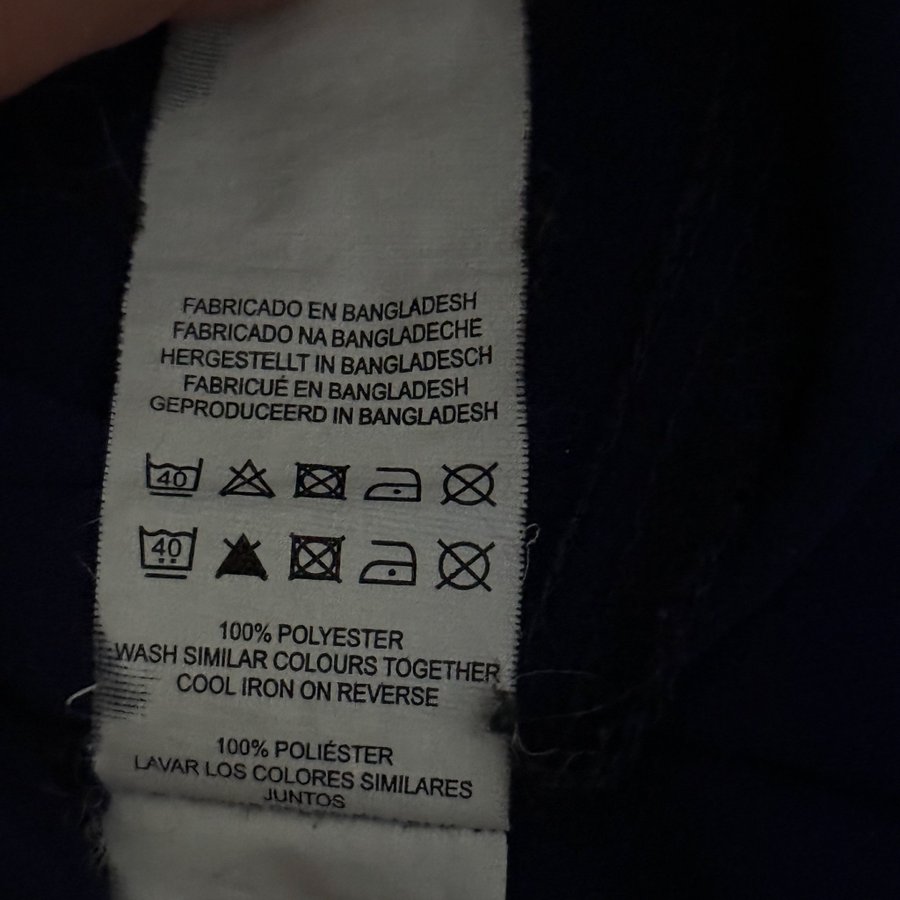 FABRICADO EN BANGLADESH
FABRICADO NA BANGLADECHE
HERGESTELLT IN BANGLADESCH
FABRICUÉ EN BANGLADESH
GEPRODUCEERD IN BANGLADESH
40
40
100% POLYESTER
WASH SIMILAR COLOURS TOGETHER
COOL IRON ON REVERSE
100% POLIÉSTER
LAVAR LOS COLORES SIMILARES
JUNTOS